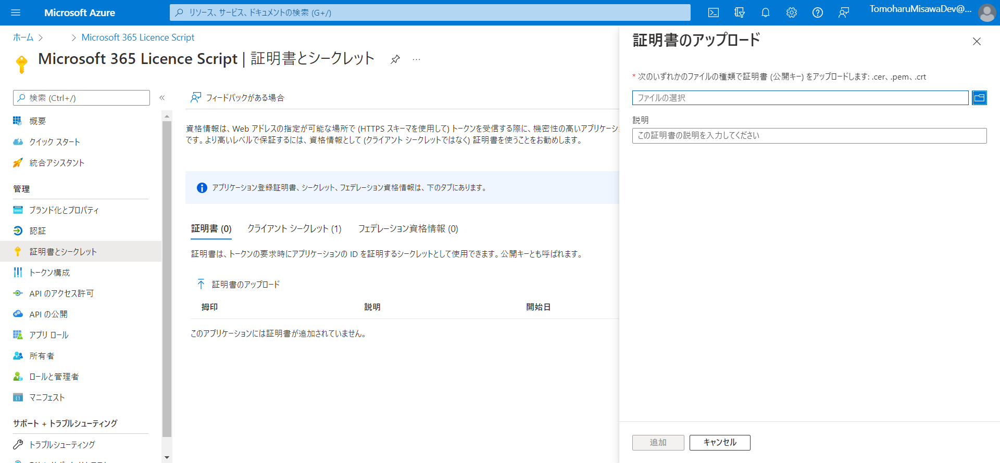 Microsoft Azure
リソース、サービス、ドキュメントの検索 (G+/)
TomoharuMisawaDev@...
ホーム
Microsoft 365 Licence Script
Microsoft 365 Licence Script | 証明書とシークレット
検索 (Ctrl+/)
概要
クイック スタート
統合アシスタント
管理
ブランド化とプロパティ
認証
証明書とシークレット
トークン構成
API のアクセス許可
API の公開
アプリ ロール
所有者
ロールと管理者
マニフェスト
サポート + トラブルシューティング
トラブルシューティング
フィードバックがある場合
資格情報は、Web アドレスの指定が可能な場所で (HTTPS スキーマを使用して) トークンを受信する際に、機密性の高いアプリケーショ
です。より高いレベルで保証するには、資格情報として (クライアント シークレットではなく) 証明書を使うことをお勧めします。
アプリケーション登録証明書、シークレット、フェデレーション資格情報は、下のタブにあります。
証明書 (0) クライアント シークレット (1) フェデレーション資格情報 (0)
証明書は、トークンの要求時にアプリケーションの ID を証明するシークレットとして使用できます。公開キーとも呼ばれます。
証明書のアップロード
拇印 説明 開始日
このアプリケーションには証明書が追加されていません。
証明書のアップロード
* 次のいずれかのファイルの種類で証明書 (公開キー) をアップロードします: .cer、.pem、.crt
ファイルの選択
説明
この証明書の説明を入力してください
追加 キャンセル